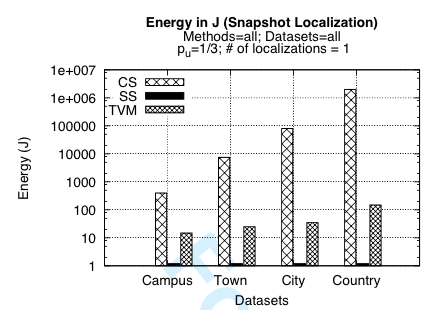 Energy in J (Snapshot Localization)
Methods=all; Datasets=all
pu=1/3; # of localizations = 1
1e+007
1e+006
100000
10000
1000
100
10
1
Energy (J)
CS
SS
TVM
Campus
Town
City
Country
Datasets